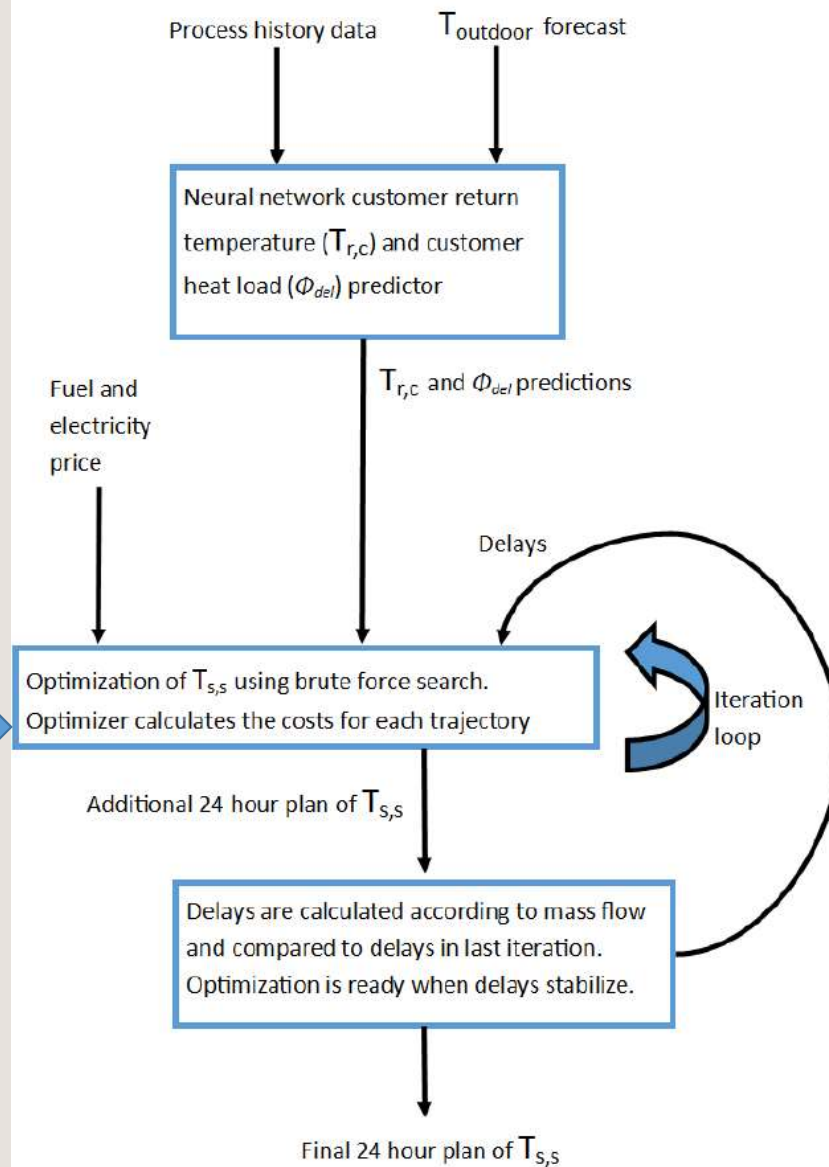 Process history data
Toutdoor forecast
Neural network customer return
temperature (Tr,c) and customer
heat load (Φdel) predictor
Tr,c and Φdel predictions
Fuel and
electricity
price
Delays
Optimization of Ts,s using brute force search.
Optimizer calculates the costs for each trajectory
Iteration
loop
Additional 24 hour plan of Ts,s
Delays are calculated according to mass flow
and compared to delays in last iteration.
Optimization is ready when delays stabilize.
Final 24 hour plan of Ts,s